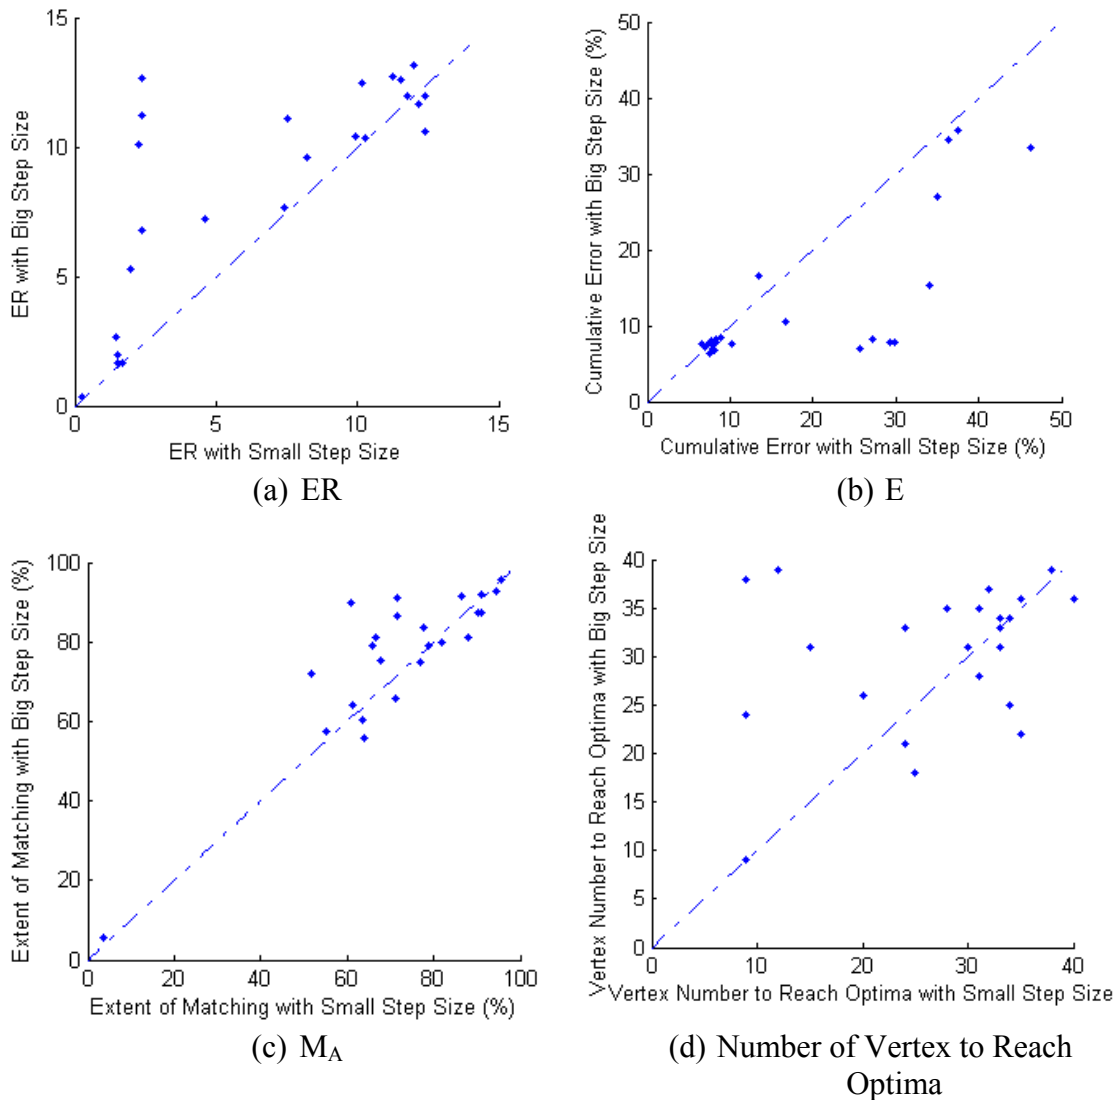 15
10
5
0
ER with Big Step Size
0 5 10 15
ER with Small Step Size
(a) ER
50
40
30
20
10
0
Cumulative Error with Big Step Size (%)
0 10 20 30 40 50
Cumulative Error with Small Step Size (%)
(b) E
100
80
60
40
20
0
Extent of Matching with Big Step Size (%)
0 20 40 60 80 100
Extent of Matching with Small Step Size (%)
(c) MA
40
35
30
25
20
15
10
5
0
Vertex Number to Reach Optima with Big Step Size
0 10 20 30 40
Vertex Number to Reach Optima with Small Step Size
(d) Number of Vertex to Reach
Optima